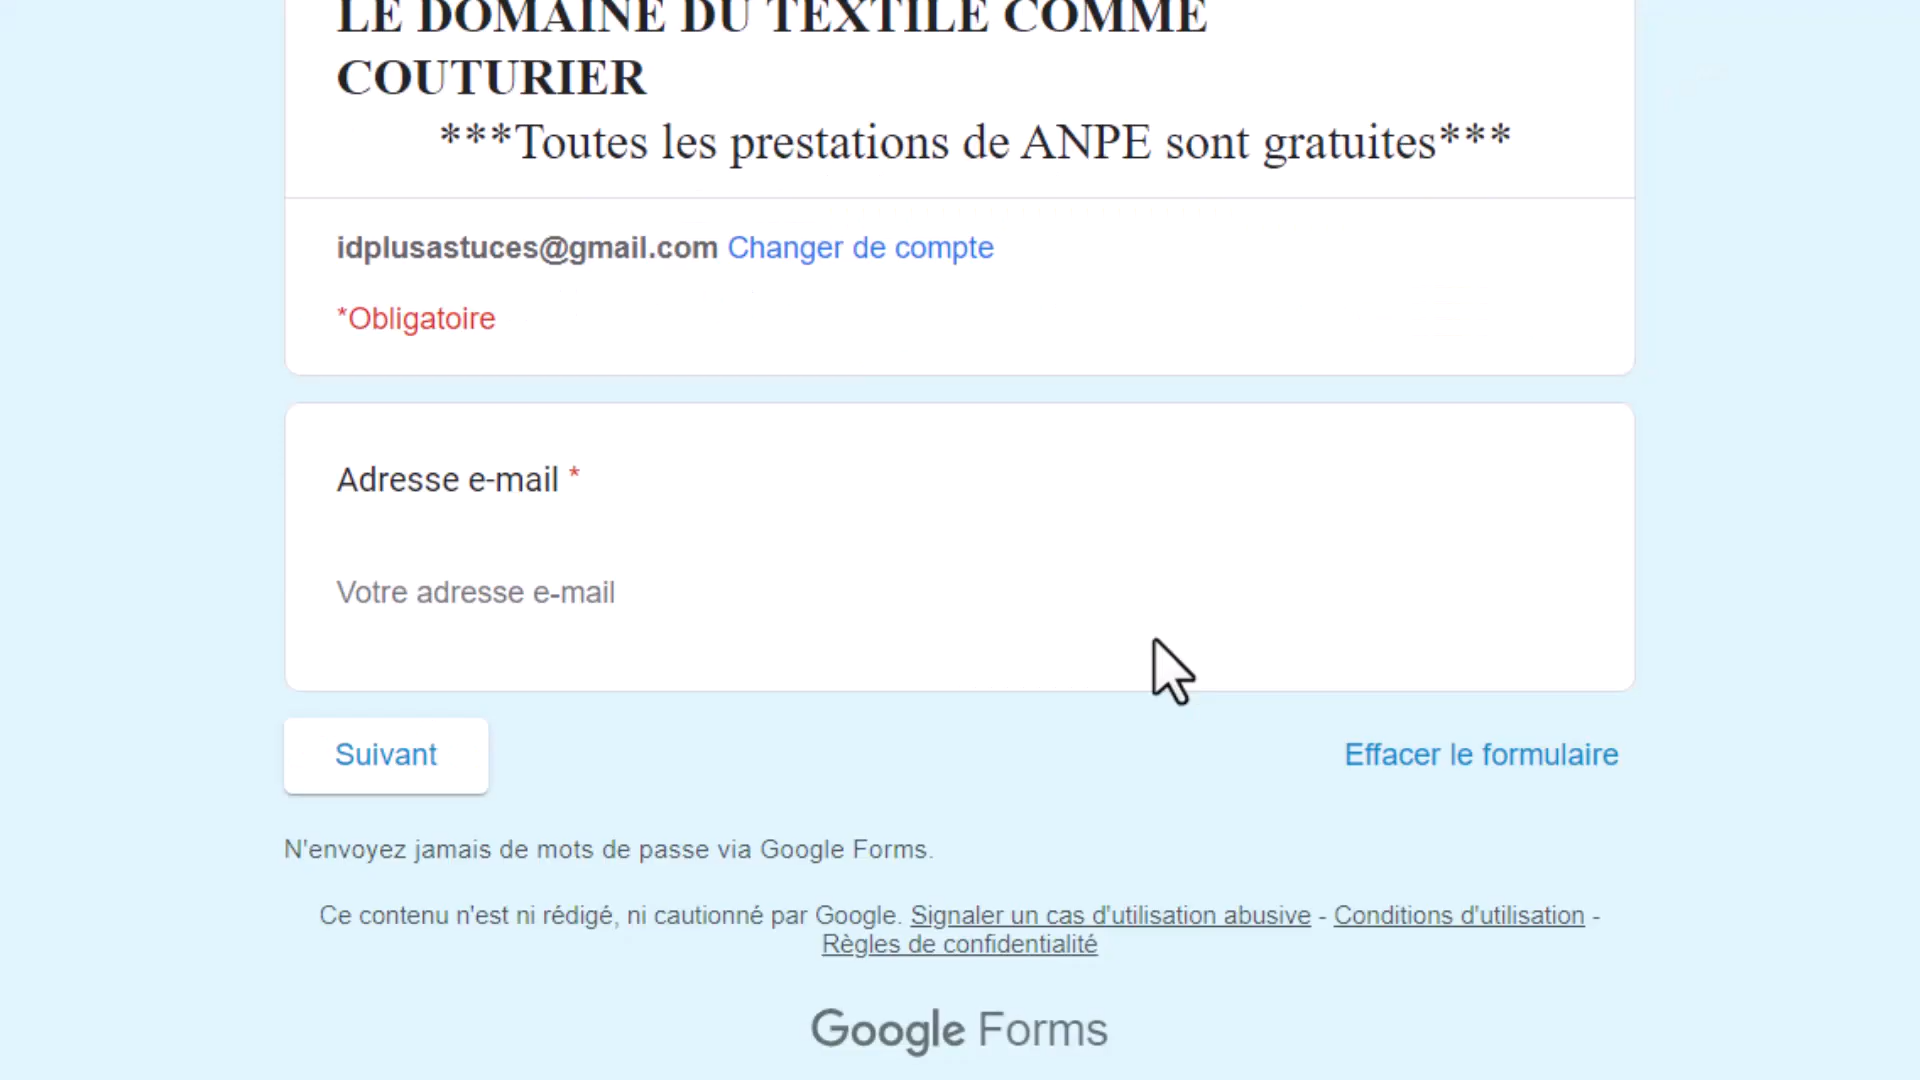 LE DOMAINE DU TEXTILE COMME
COUTURIER
***Toutes les prestations de ANPE sont gratuites***
idplusastuces@gmail.com Changer de compte
*Obligatoire
Adresse e-mail *
Votre adresse e-mail
Suivant
Effacer le formulaire
N'envoyez jamais de mots de passe via Google Forms.
Ce contenu n'est ni rédigé, ni cautionné par Google. Signaler un cas d'utilisation abusive - Conditions d'utilisation -
Règles de confidentialité
Google Forms